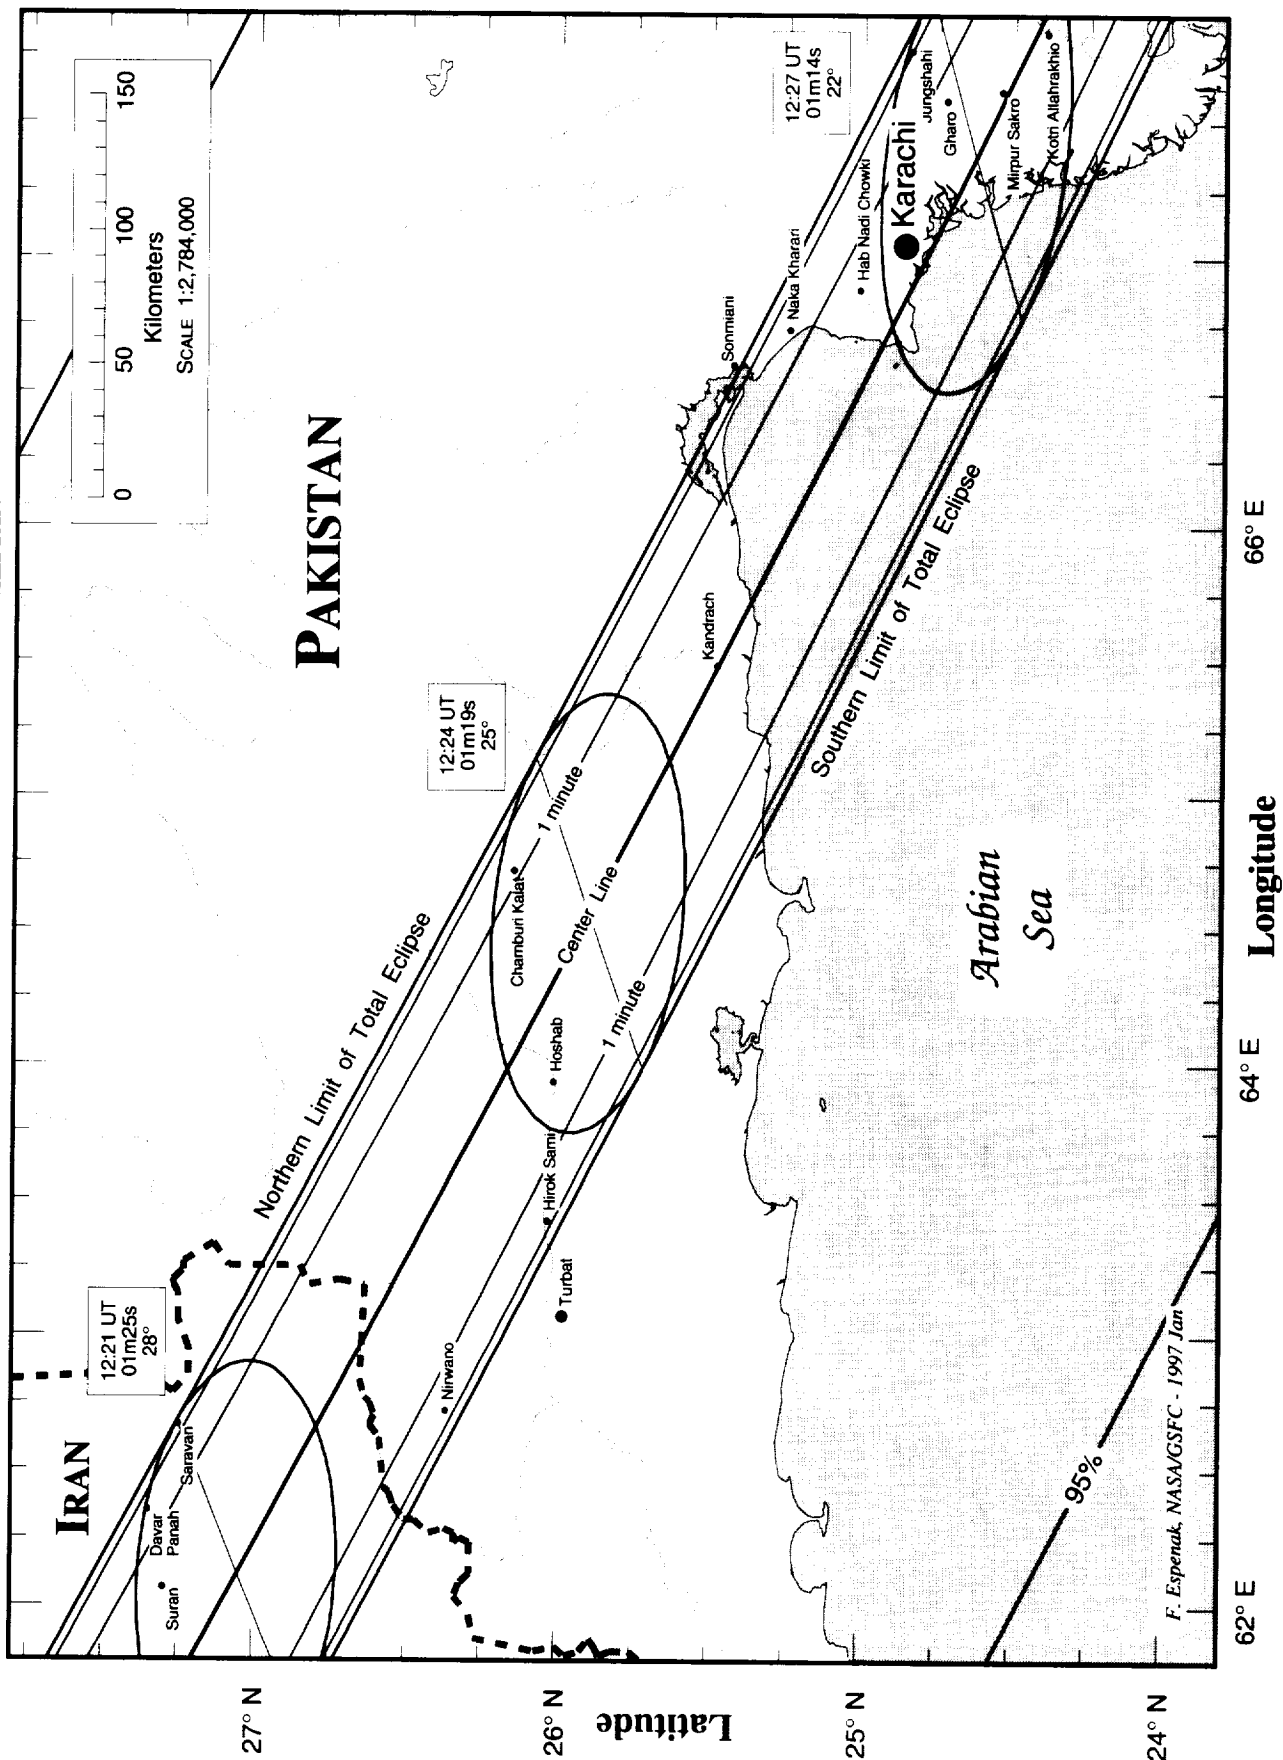 IRAN
PAKISTAN
0 50 100 150
Kilometers
SCALE 1:2,784,000
12:21 UT
01m25s
28°
12:24 UT
01m19s
25°
12:27 UT
01m14s
22°
Northern Limit of Total Eclipse
1 minute
Center Line
1 minute
Southern Limit of Total Eclipse
Suran
Davar
Panah
Saravan
Nirwano
Turbat
Hirok Sami
Hoshab
Chamburi Kalat
Kandrach
Sonmiani
Naka Kharari
Hab Nadi Chowki
Karachi
Jungshahi
Gharo
Mirpur Sakro
Kotri Allahrakhio
Arabian
Sea
95%
F. Espenak, NASA/GSFC - 1997 Jan
27° N
26° N
25° N
24° N
Latitude
62° E
64° E
66° E
Longitude